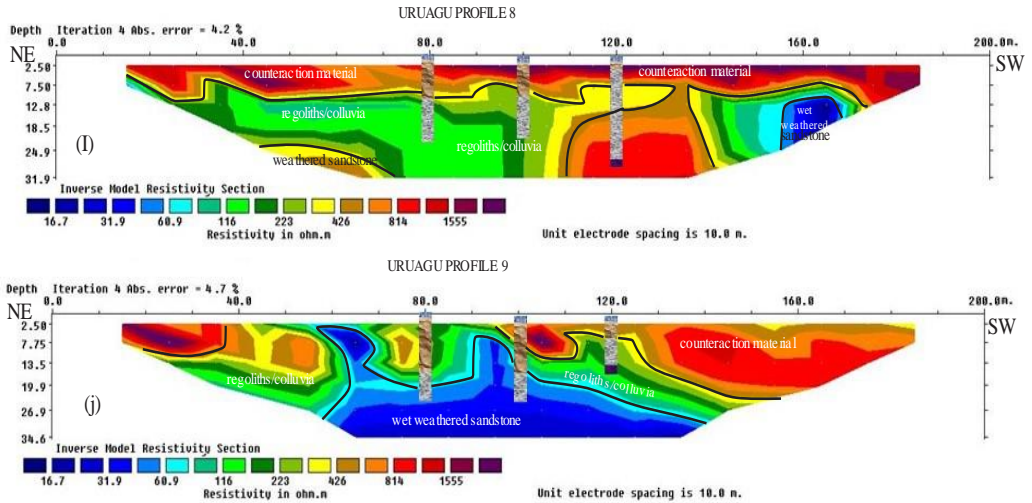 URUAGU PROFILE 8
Depth Iteration 4 Abs. error = 4.2 %
NE 0.0 40.0 80.0 120.0 160.0 200.0m.
SW
2.50
7.50
12.8
18.5
24.9
31.9
counteraction material
counteraction material
regoliths/colluvia
wet
weathered
sandstone
(I)
regoliths/colluvia
weathered sandstone
Inverse Model Resistivity Section
16.7 31.9 60.9 116 223 426 814 1555
Resistivity in ohm.m
Unit electrode spacing is 10.0 m.
URUAGU PROFILE 9
Depth Iteration 4 Abs. error = 4.7 %
NE 0.0 40.0 80.0 120.0 160.0 200.0m.
SW
2.50
7.75
13.5
19.9
26.9
34.6
counteraction material
regoliths/colluvia
regoliths/colluvia
(j)
wet weathered sandstone
Inverse Model Resistivity Section
16.7 31.9 60.9 116 223 426 814 1555
Resistivity in ohm.m
Unit electrode spacing is 10.0 m.